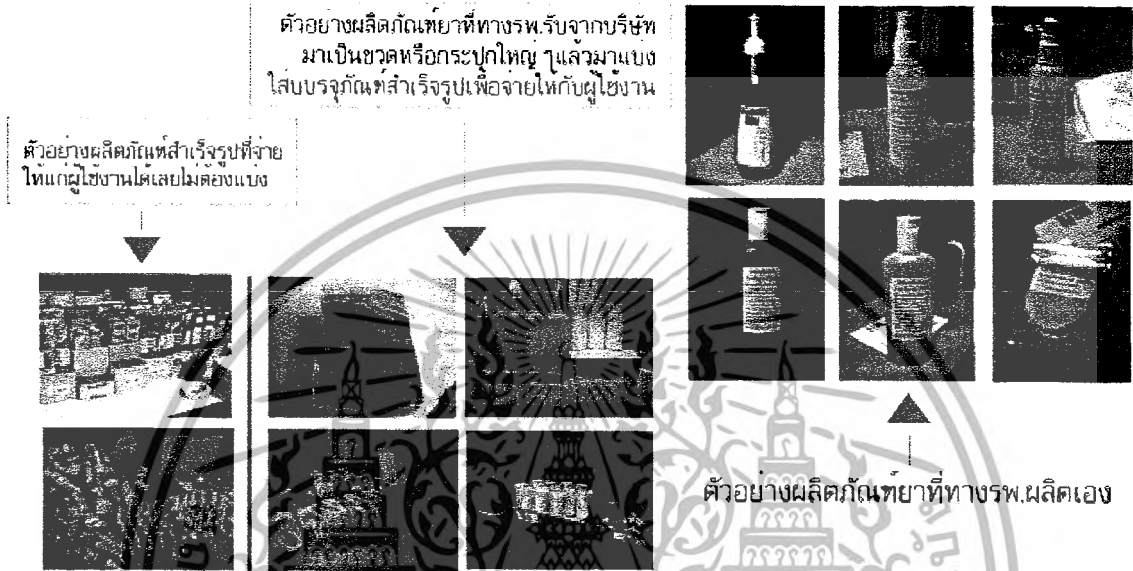 ตัวอย่างผลิตภัณฑ์ยาที่ทางรพ.รับจากบริษัท
มาเป็นขวดหรือกระปุกใหญ่ ๆแล้วมาแบ่ง
ใส่บบรจุภัณฑ์สำเร็จรูปเพื่อจ่ายให้กับผู้ใช้งาน
ตัวอย่างผลิตภัณฑ์สำเร็จรูปที่จ่าย
ให้แก่ผู้ใช้งานได้เลยไม่ต้องแบ่ง
ตัวอย่างผลิตภัณฑ์ยาที่ทางรพ.ผลิตเอง